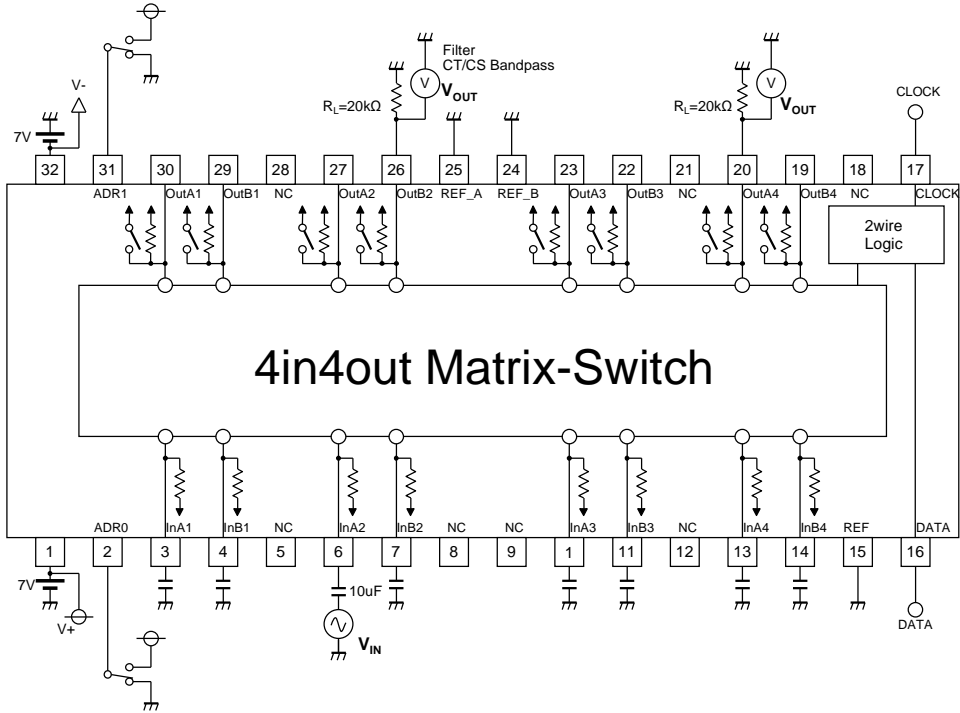 Filter
CT/CS Bandpass
V-
V
VOUT
V
VOUT
RL=20kΩ
RL=20kΩ
CLOCK
7V
32 31 30 29 28 27 26 25 24 23 22 21 20 19 18 17
ADR1 OutA1 OutB1 NC OutA2 OutB2 REF_A REF_B OutA3 OutB3 NC OutA4 OutB4 NC CLOCK
2wire
Logic
4in4out Matrix-Switch
ADR0 InA1 InB1 NC InA2 InB2 NC NC InA3 InB3 NC InA4 InB4 REF DATA
1 2 3 4 5 6 7 8 9 1 11 12 13 14 15 16
7V
10uF
V+
VIN
DATA